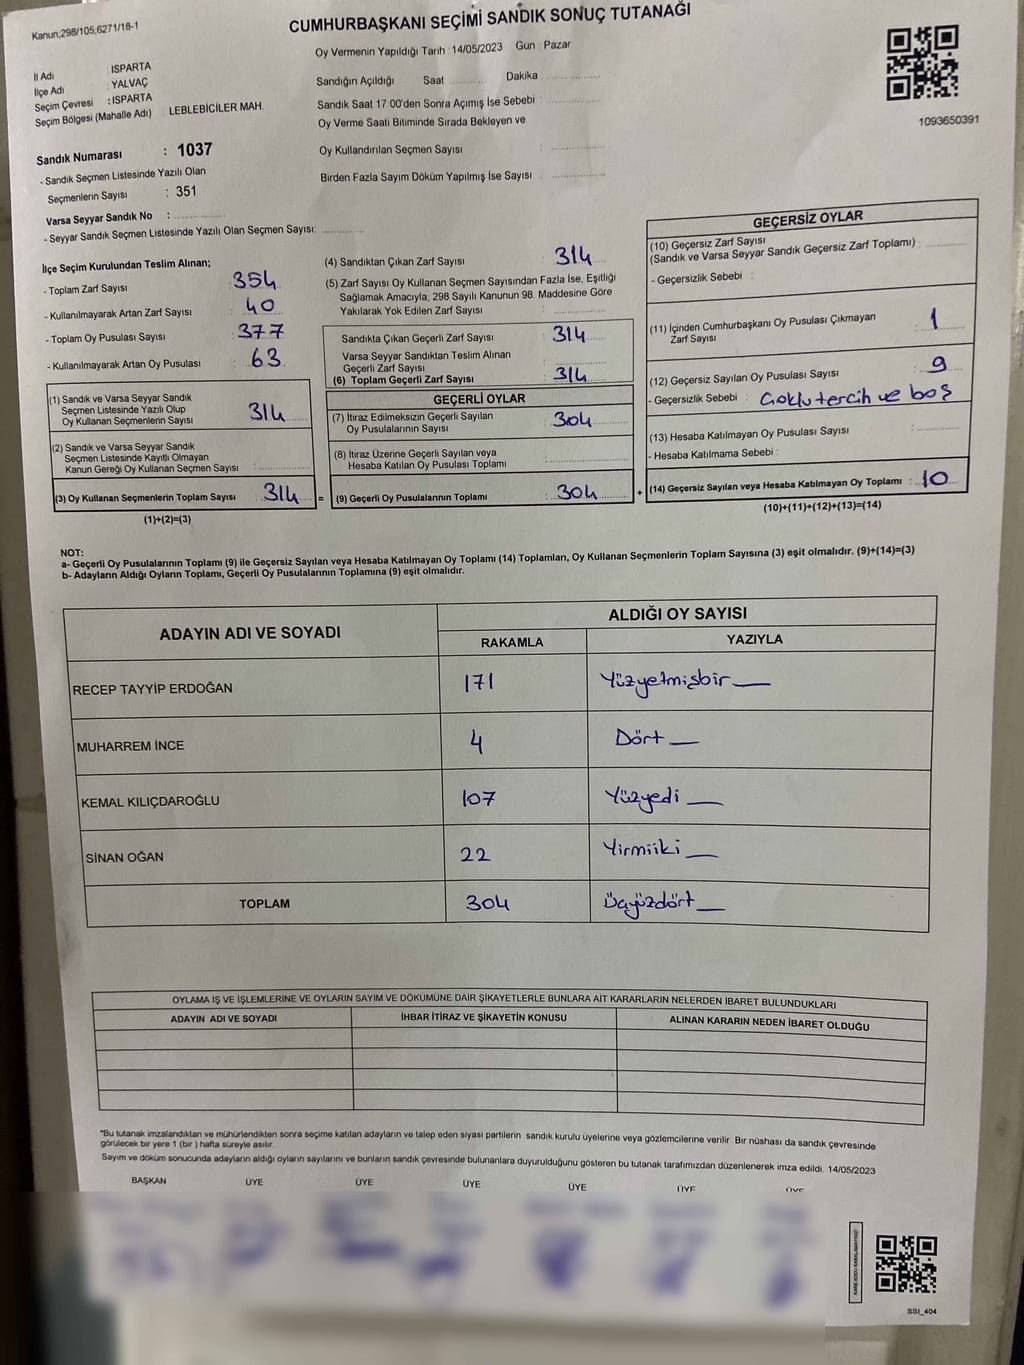 Kanun,298/105,6271/18-1
CUMHURBAŞKANI SEÇİMİ SANDIK SONUÇ TUTANAĞI
Oy Vermenin Yapıldığı Tarih : 14/05/2023 Gün : Pazar
İl Adı : ISPARTA
İlçe Adı : YALVAÇ
Seçim Çevresi : ISPARTA
Seçim Bölgesi (Mahalle Adı) LEBLEBİCİLER MAH.
Sandığın Açıldığı Saat Dakika
Sandık Saat 17.00'den Sonra Açımış İse Sebebi :
Oy Verme Saati Bitiminde Sırada Bekleyen ve
Oy Kullandırılan Seçmen Sayısı :
Birden Fazla Sayım Döküm Yapılmış İse Sayısı :
1093650391
Sandık Numarası : 1037
- Sandık Seçmen Listesinde Yazılı Olan
Seçmenlerin Sayısı : 351
Varsa Seyyar Sandık No :
- Seyyar Sandık Seçmen Listesinde Yazılı Olan Seçmen Sayısı:
İlçe Seçim Kurulundan Teslim Alınan;
- Toplam Zarf Sayısı : 354
- Kullanılmayarak Artan Zarf Sayısı : 40
- Toplam Oy Pusulası Sayısı : 377
- Kullanılmayarak Artan Oy Pusulası : 63
(1) Sandık ve Varsa Seyyar Sandık
Seçmen Listesinde Yazılı Olup
Oy Kullanan Seçmenlerin Sayısı : 314
(2) Sandık ve Varsa Seyyar Sandık
Seçmen Listesinde Kayıtlı Olmayan
Kanun Gereği Oy Kullanan Seçmen Sayısı :
(3) Oy Kullanan Seçmenlerin Toplam Sayısı : 314 =
(1)+(2)=(3)
(4) Sandıktan Çıkan Zarf Sayısı : 314
(5) Zarf Sayısı Oy Kullanan Seçmen Sayısından Fazla İse, Eşitliği
Sağlamak Amacıyla, 298 Sayılı Kanunun 98. Maddesine Göre
Yakılarak Yok Edilen Zarf Sayısı :
Sandıkta Çıkan Geçerli Zarf Sayısı : 314
Varsa Seyyar Sandıktan Teslim Alınan
Geçerli Zarf Sayısı :
(6) Toplam Geçerli Zarf Sayısı : 314
GEÇERLİ OYLAR
(7) İtiraz Edilmeksizin Geçerli Sayılan
Oy Pusulalarının Sayısı : 304
(8) İtiraz Üzerine Geçerli Sayılan veya
Hesaba Katılan Oy Pusulası Toplamı :
(9) Geçerli Oy Pusulalarının Toplamı : 304 +
GEÇERSİZ OYLAR
(10) Geçersiz Zarf Sayısı
(Sandık ve Varsa Seyyar Sandık Geçersiz Zarf Toplamı) :
- Geçersizlik Sebebi :
(11) İçinden Cumhurbaşkanı Oy Pusulası Çıkmayan
Zarf Sayısı : 1
(12) Geçersiz Sayılan Oy Pusulası Sayısı : 9
- Geçersizlik Sebebi : Çoklu tercih ve boş
(13) Hesaba Katılmayan Oy Pusulası Sayısı :
- Hesaba Katılmama Sebebi :
(14) Geçersiz Sayılan veya Hesaba Katılmayan Oy Toplamı : 10
(10)+(11)+(12)+(13)=(14)
NOT:
a- Geçerli Oy Pusulalarının Toplamı (9) ile Geçersiz Sayılan veya Hesaba Katılmayan Oy Toplamı (14) Toplamları, Oy Kullanan Seçmenlerin Toplam Sayısına (3) eşit olmalıdır. (9)+(14)=(3)
b- Adayların Aldığı Oyların Toplamı, Geçerli Oy Pusulalarının Toplamına (9) eşit olmalıdır.
ADAYIN ADI VE SOYADI ALDIĞI OY SAYISI
RAKAMLA YAZIYLA
RECEP TAYYİP ERDOĞAN 171 Yüzyetmişbir
MUHARREM İNCE 4 Dört
KEMAL KILIÇDAROĞLU 107 Yüzyedi
SİNAN OĞAN 22 Yirmiiki
TOPLAM 304 Üçyüzdört
OYLAMA İŞ VE İŞLEMLERİNE VE OYLARIN SAYIM VE DÖKÜMÜNE DAİR ŞİKAYETLERLE BUNLARA AİT KARARLARIN NELERDEN İBARET BULUNDUKLARI
ADAYIN ADI VE SOYADI İHBAR İTİRAZ VE ŞİKAYETİN KONUSU ALINAN KARARIN NEDEN İBARET OLDUĞU
*Bu tutanak imzalandıktan ve mühürlendikten sonra seçime katılan adayların ve talep eden siyasi partilerin sandık kurulu üyelerine veya gözlemcilerine verilir. Bir nüshası da sandık çevresinde
görülecek bir yere 1 (bir ) hafta süreyle asılır.
Sayım ve döküm sonucunda adayların aldığı oyların sayılarını ve bunların sandık çevresinde bulunanlara duyurulduğunu gösteren bu tutanak tarafımızdan düzenlenerek imza edildi. 14/05/2023
BAŞKAN ÜYE ÜYE ÜYE ÜYE ÜYE ÜYE
SSI_404